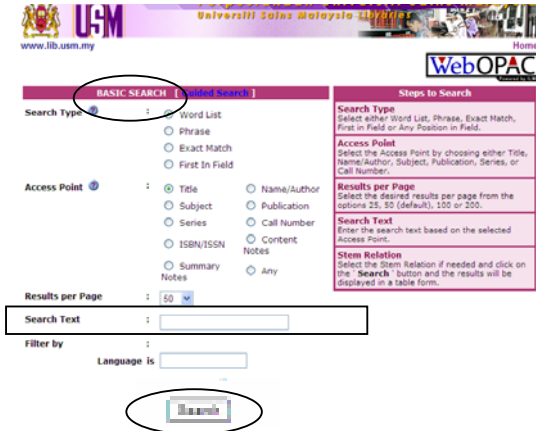 USM
Universiti Sains Malaysia Libraries
www.lib.usm.my
Home
WebOPAC
BASIC SEARCH [ Guided Search ]
Search Type :
Word List
Phrase
Exact Match
First In Field
Access Point :
Title Name/Author
Subject Publication
Series Call Number
ISBN/ISSN Content Notes
Summary Notes Any
Results per Page : 50
Search Text :
Filter by :
Language is
Search
Steps to Search
Search Type
Select either Word List, Phrase, Exact Match,
First in Field or Any Position in Field.
Access Point
Select the Access Point by choosing either Title,
Name/Author, Subject, Publication, Series, or
Call Number.
Results per Page
Select the desired results per page from the
options 25, 50 (default), 100 or 200.
Search Text
Enter the search text based on the selected
Access Point.
Stem Relation
Select the Stem Relation if needed and click on
the ' Search ' button and the results will be
displayed in a table form.